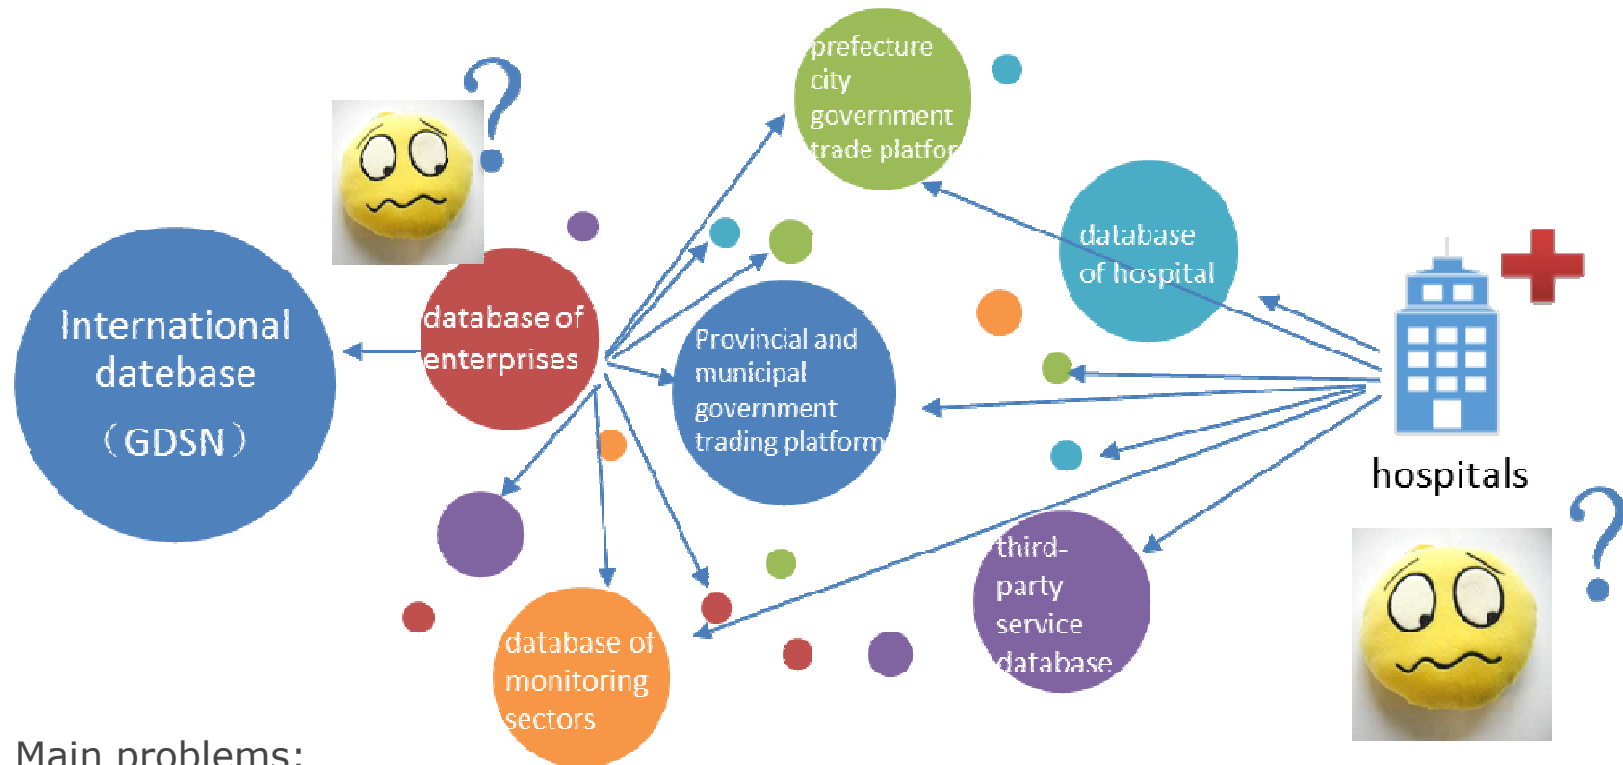 prefecture
city
government
trade platfor
?
database
of hospital
International
datebase
（GDSN）
database of
enterprises
Provincial and
municipal
government
trading platform
hospitals
?
third-
party
service
database
database of
monitoring
sectors
Main problems: